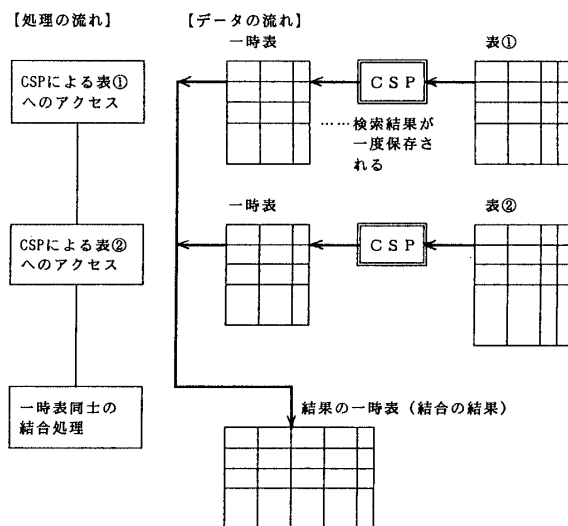 【処理の流れ】
【データの流れ】
一時表
表①
CSPによる表①
へのアクセス
CSP
……検索結果が
一度保存さ
れる
一時表
表②
CSPによる表②
へのアクセス
CSP
結果の一時表（結合の結果）
一時表同士の
結合処理